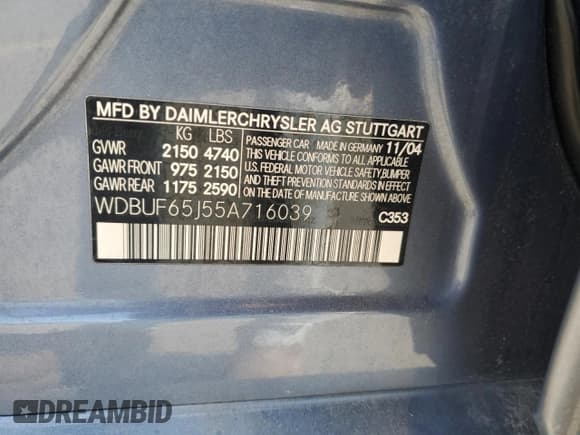 MFD BY DAIMLERCHRYSLER AG STUTTGART
KG LBS
GVWR 2150 4740
GAWR FRONT 975 2150
GAWR REAR 1175 2590
PASSENGER CAR MADE IN GERMANY 11/04
THIS VEHICLE CONFORMS TO ALL APPLICABLE
U.S. FEDERAL MOTOR VEHICLE SAFETY, BUMPER
AND THEFT PREVENTION STANDARDS IN EFFECT
ON THE DATE OF MANUFACTURE SHOWN ABOVE
WDBUF65J55A716039
C353
DREAMBID